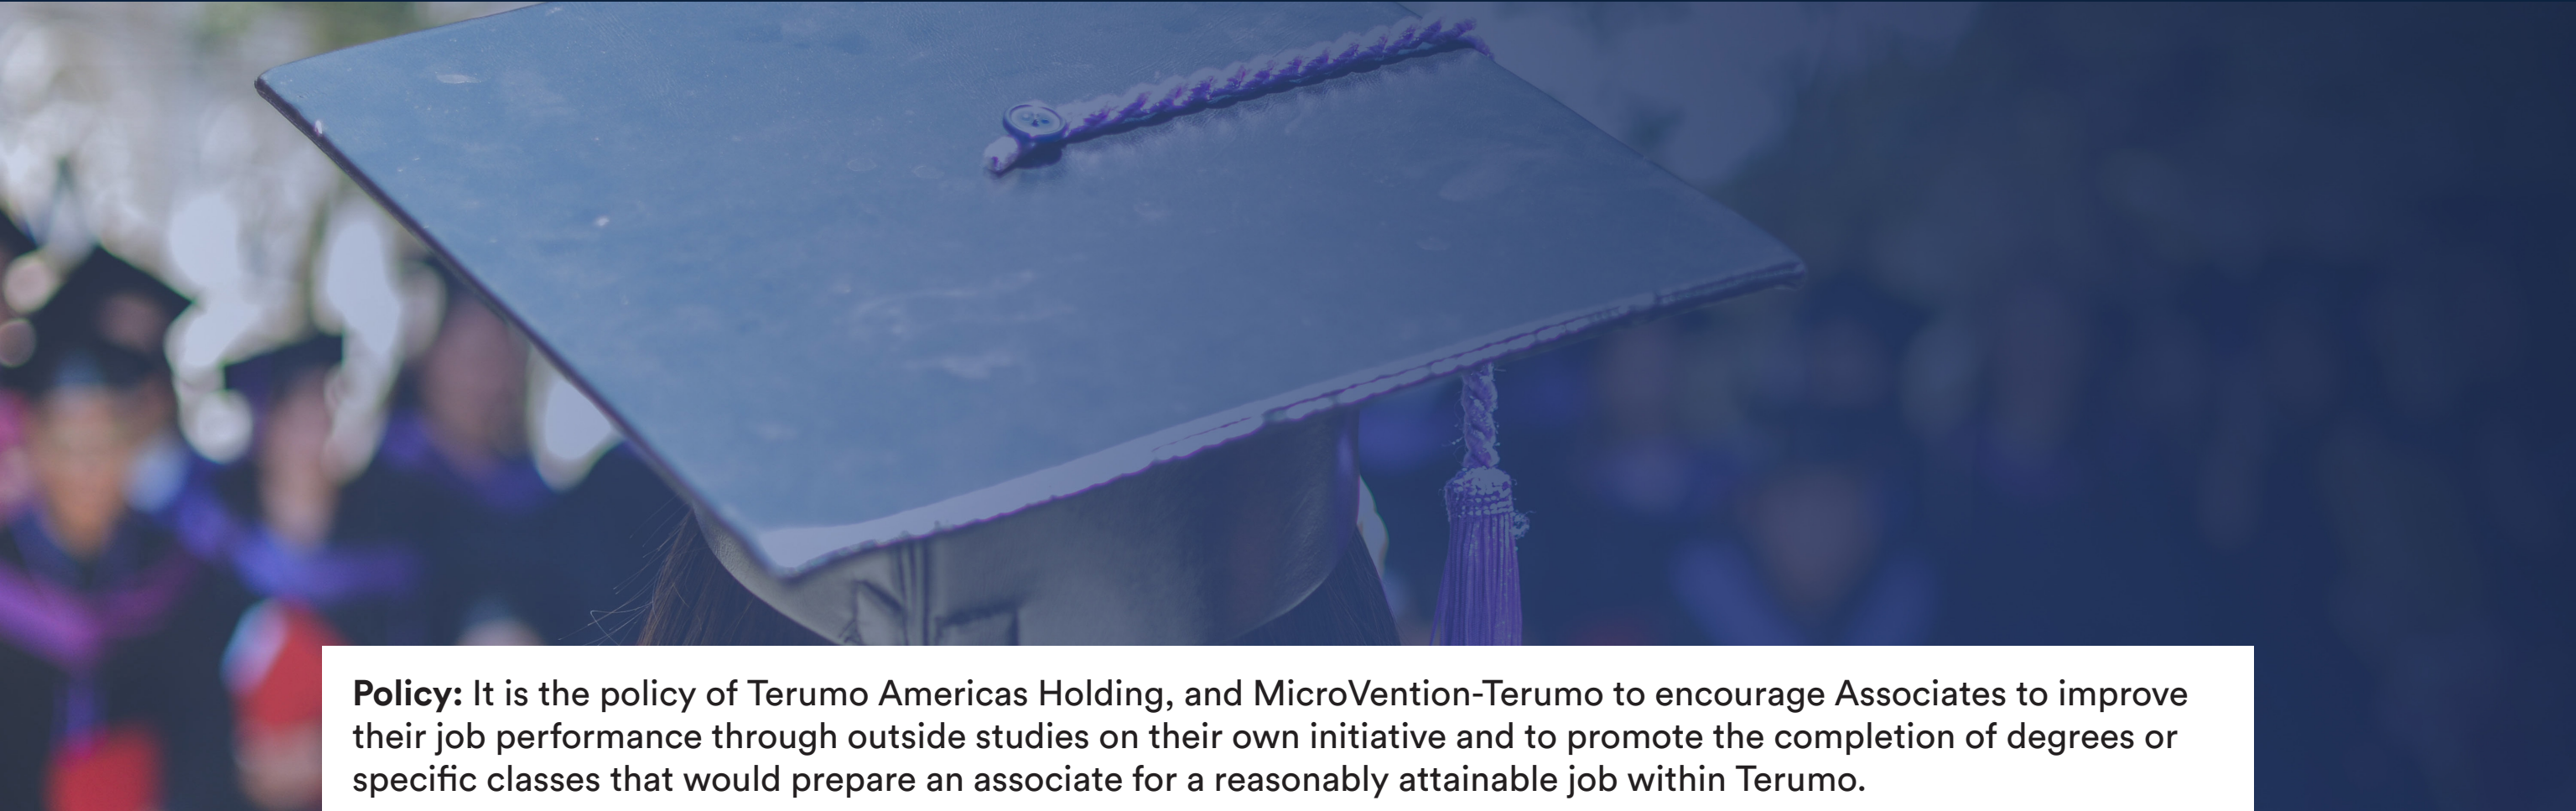 Policy: It is the policy of Terumo Americas Holding, and MicroVention-Terumo to encourage Associates to improve
their job performance through outside studies on their own initiative and to promote the completion of degrees or
specific classes that would prepare an associate for a reasonably attainable job within Terumo.